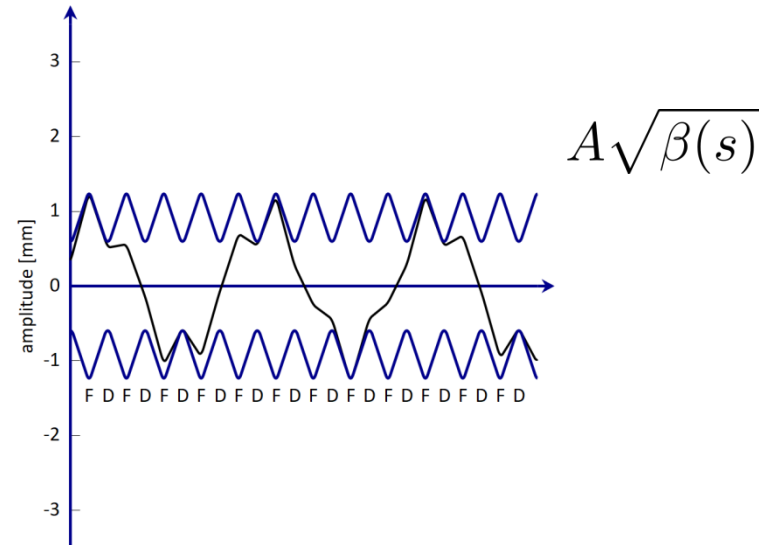 3
2
A√β(s)
1
0
-1
F D F D F D F D F D F D F D F D F D F D F D F D
-2
-3
amplitude [mm]